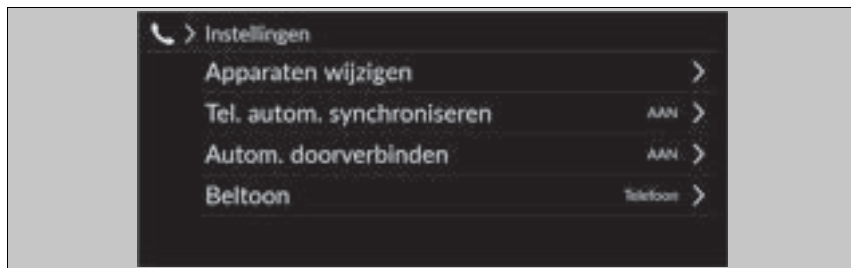 Instellingen
Apparaten wijzigen
Tel. autom. synchroniseren AAN
Autom. doorverbinden AAN
Beltoon Telefoon